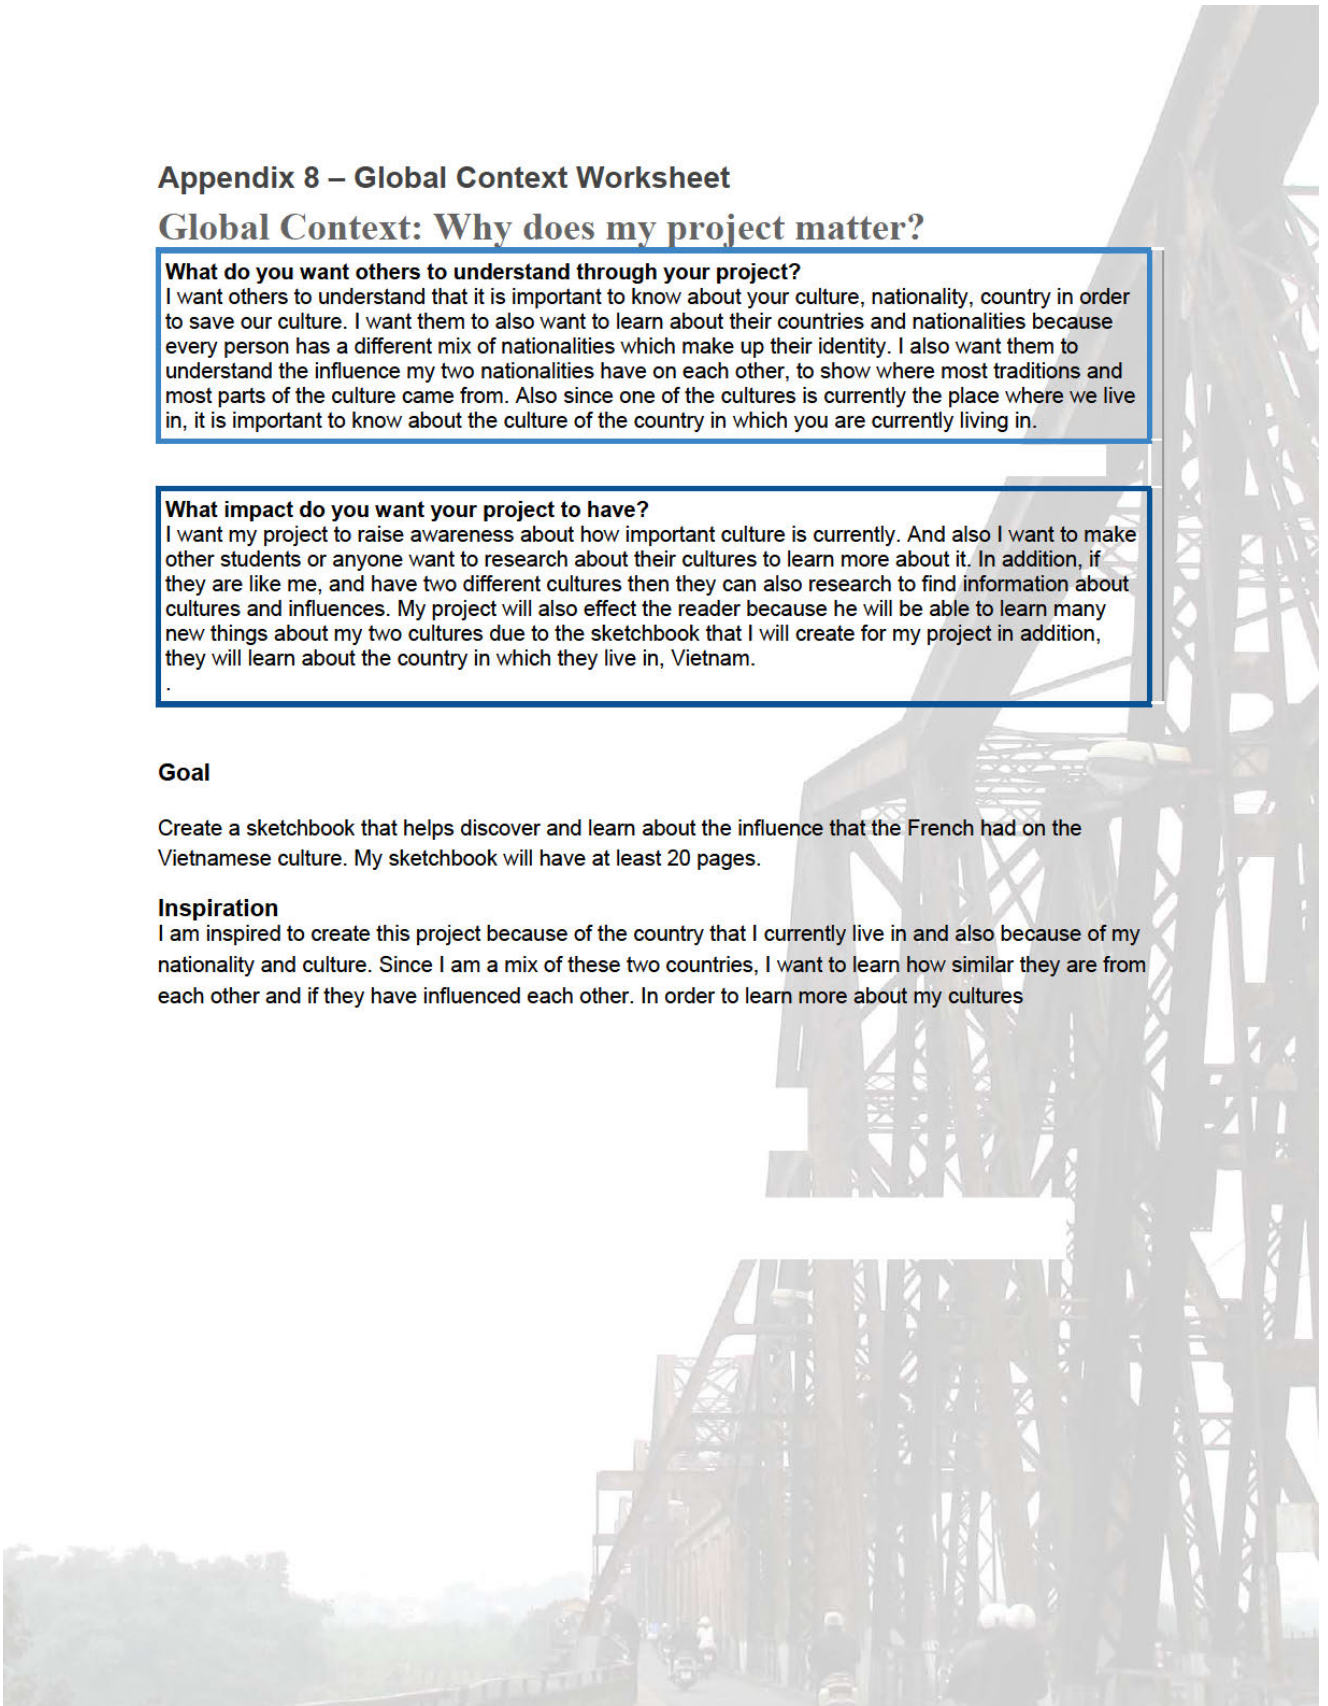 Appendix 8 – Global Context Worksheet
Global Context: Why does my project matter?
What do you want others to understand through your project?
I want others to understand that it is important to know about your culture, nationality, country in order
to save our culture. I want them to also want to learn about their countries and nationalities because
every person has a different mix of nationalities which make up their identity. I also want them to
understand the influence my two nationalities have on each other, to show where most traditions and
most parts of the culture came from. Also since one of the cultures is currently the place where we live
in, it is important to know about the culture of the country in which you are currently living in.
What impact do you want your project to have?
I want my project to raise awareness about how important culture is currently. And also I want to make
other students or anyone want to research about their cultures to learn more about it. In addition, if
they are like me, and have two different cultures then they can also research to find information about
cultures and influences. My project will also effect the reader because he will be able to learn many
new things about my two cultures due to the sketchbook that I will create for my project in addition,
they will learn about the country in which they live in, Vietnam.
.
Goal
Create a sketchbook that helps discover and learn about the influence that the French had on the
Vietnamese culture. My sketchbook will have at least 20 pages.
Inspiration
I am inspired to create this project because of the country that I currently live in and also because of my
nationality and culture. Since I am a mix of these two countries, I want to learn how similar they are from
each other and if they have influenced each other. In order to learn more about my cultures